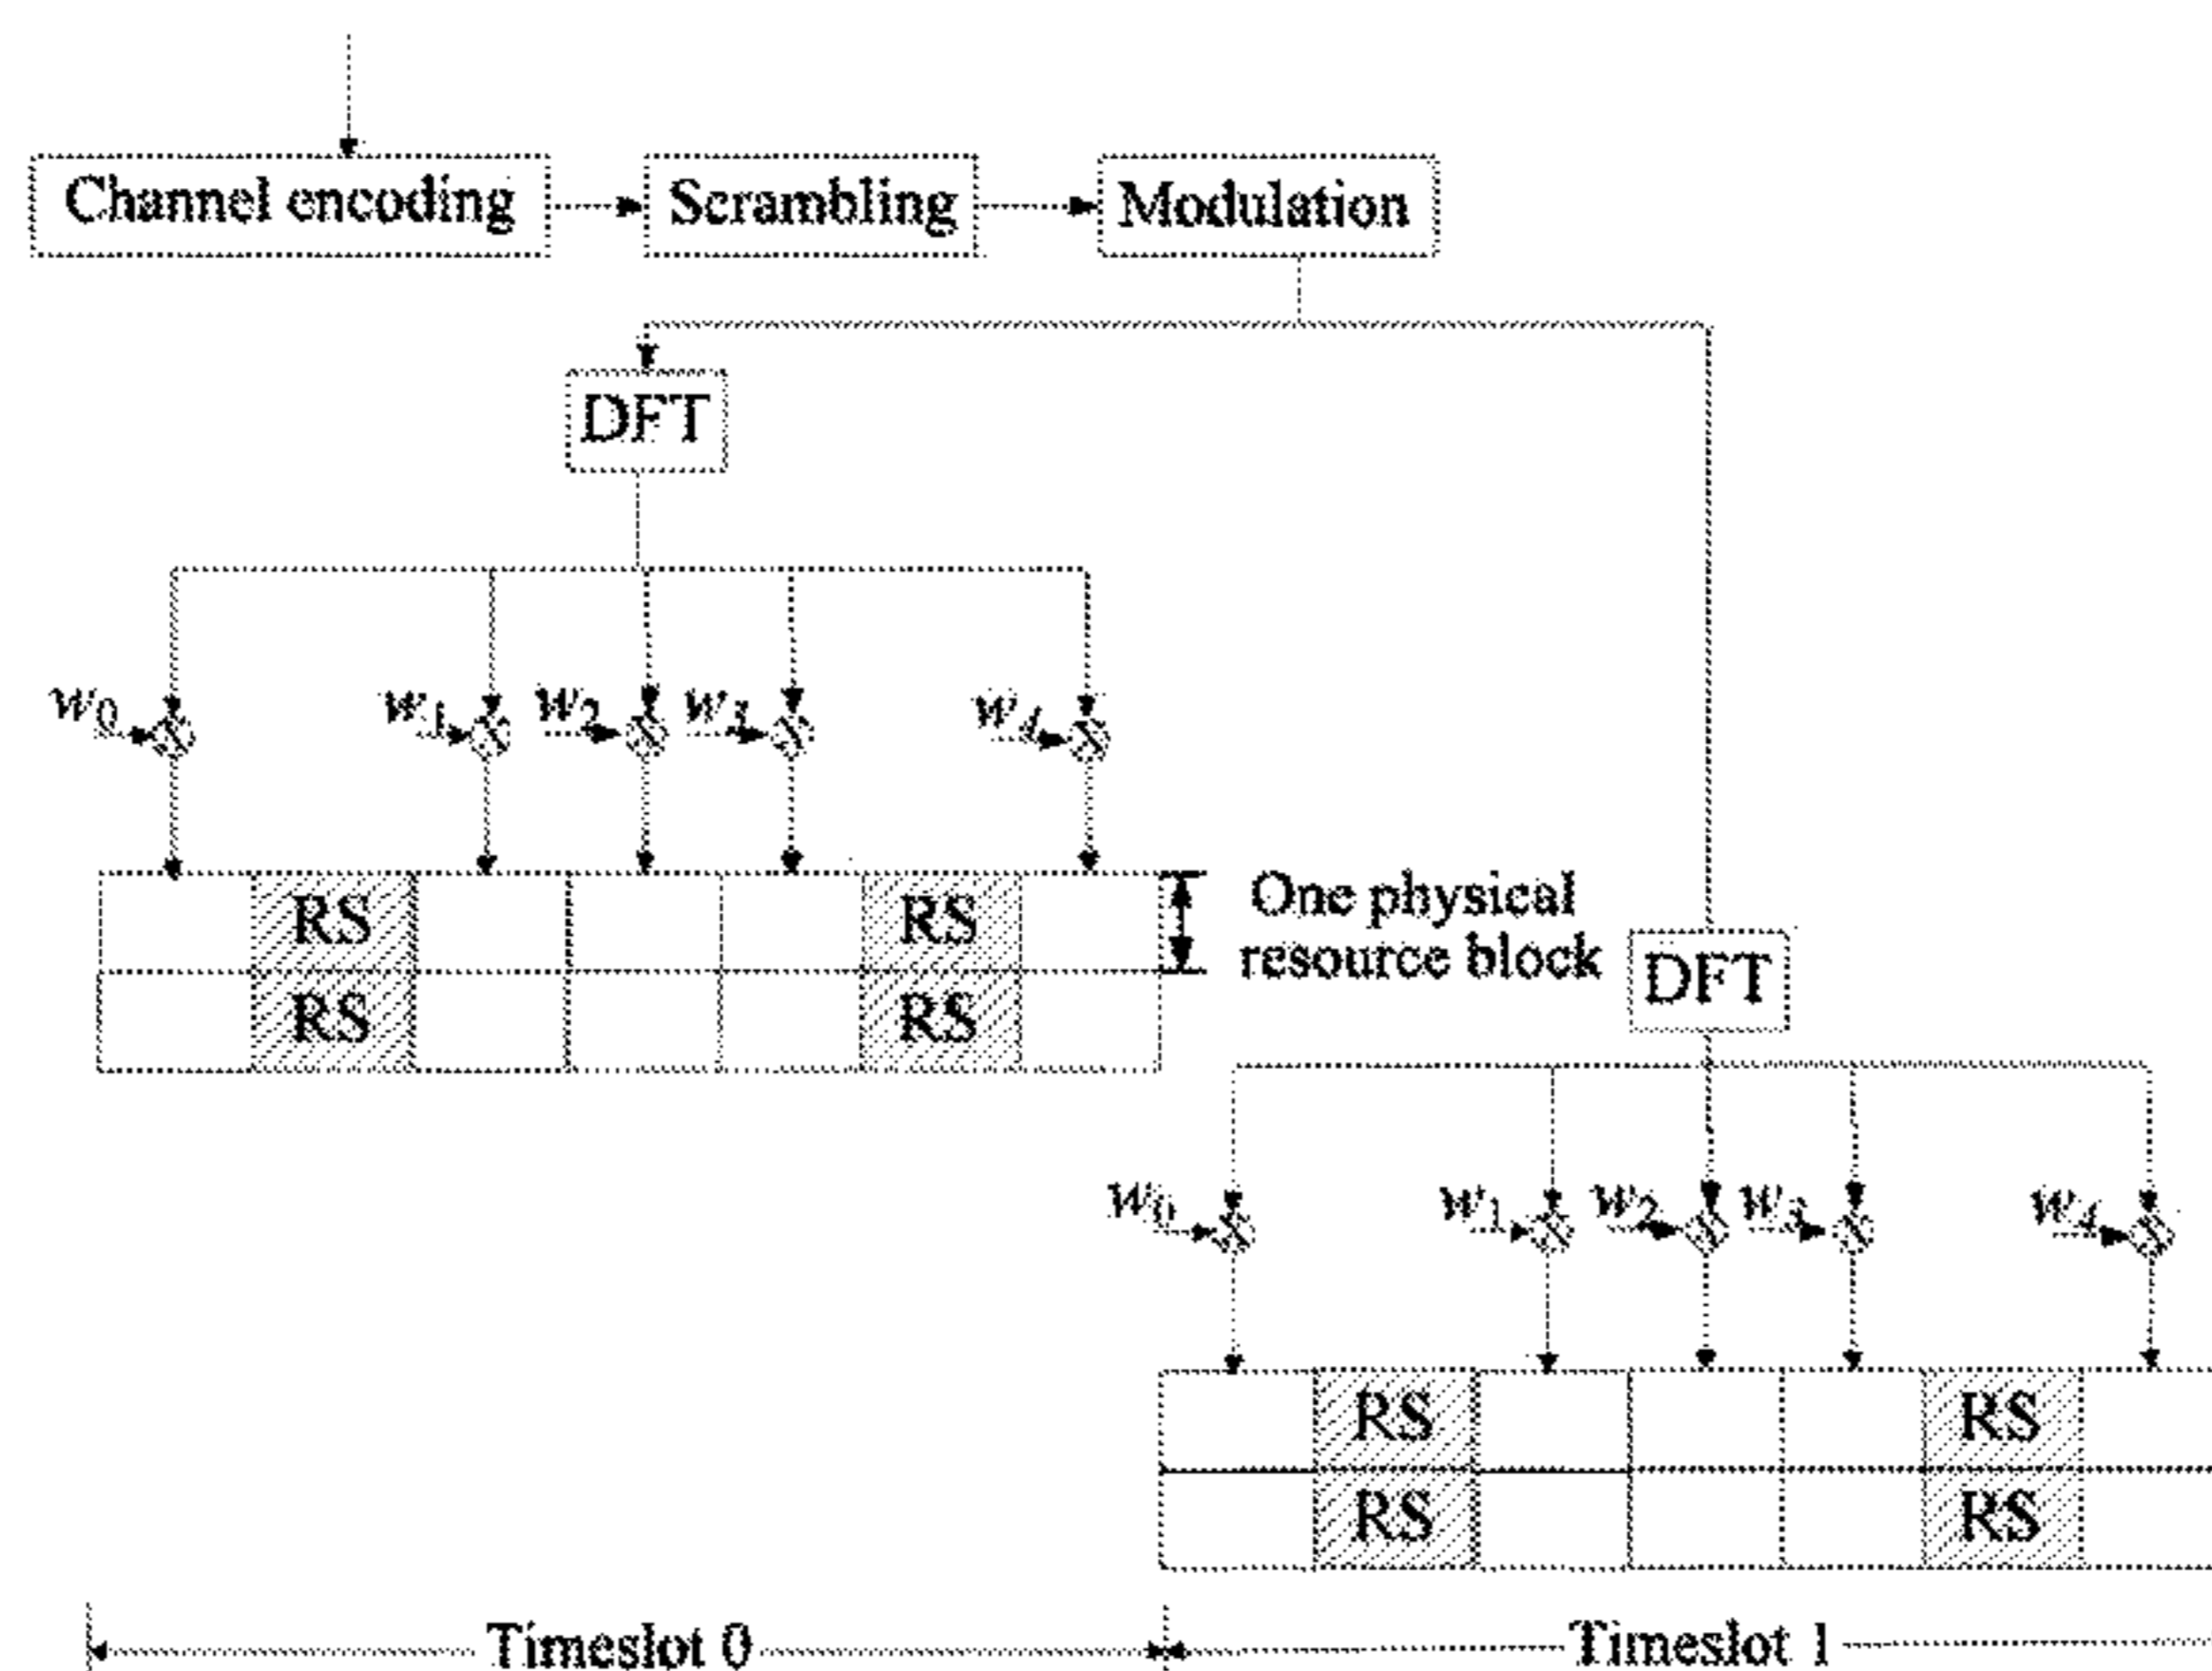 Channel encoding Scrambling Modulation
DFT
w0 w1 w2 w3 w4
RS RS
One physical
resource block
RS RS
DFT
w0 w1 w2 w3 w4
RS RS
RS RS
Timeslot 0 Timeslot 1